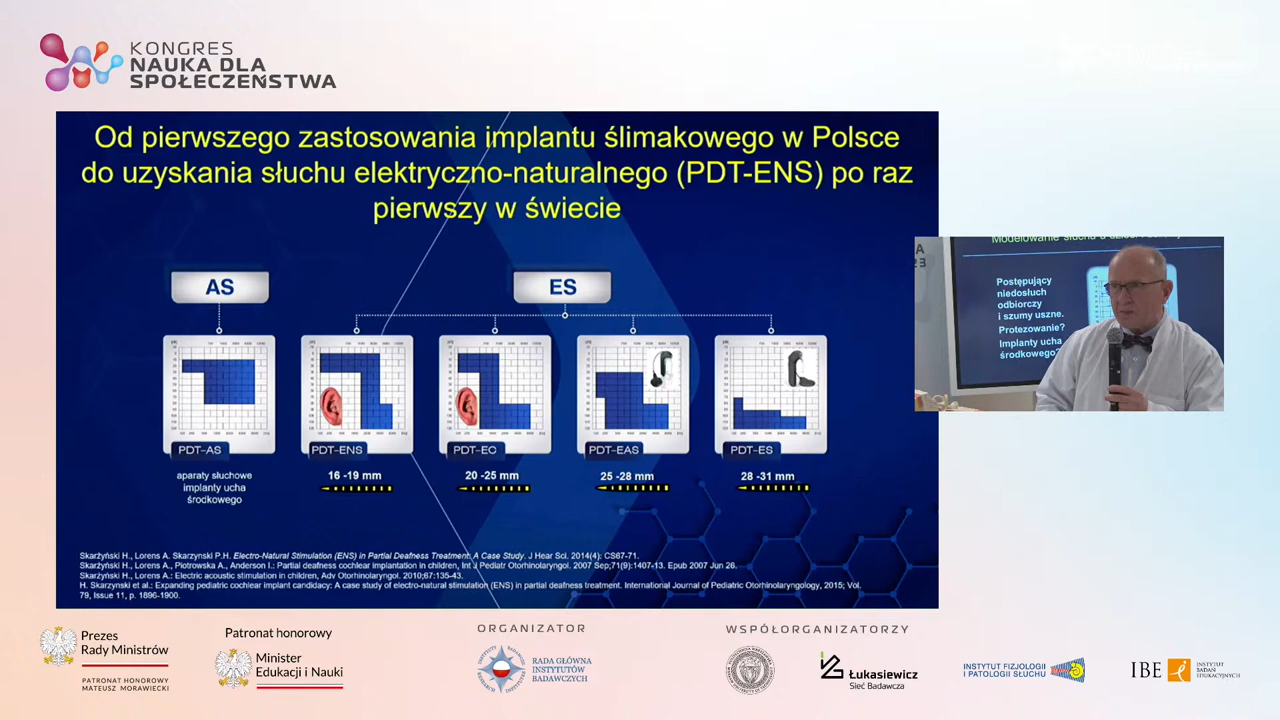 KONGRES
NAUKA DLA
SPOŁECZEŃSTWA
Od pierwszego zastosowania implantu ślimakowego w Polsce
do uzyskania słuchu elektryczno-naturalnego (PDT-ENS) po raz
pierwszy w świecie
AS
ES
PDT-AS
PDT-ENS
PDT-EC
PDT-EAS
PDT-ES
aparaty słuchowe
implanty ucha
środkowego
16 -19 mm
20 -25 mm
25 -28 mm
28 -31 mm
Skarżyński H., Lorens A. Skarzynski P.H. Electro-Natural Stimulation (ENS) in Partial Deafness Treatment: A Case Study. J Hear Sci. 2014(4): CS67-71.
Skarżyński H., Lorens A., Piotrowska A., Anderson I.: Partial deafness cochlear implantation in children, Int J Pediatr Otorhinolaryngol. 2007 Sep;71(9):1407-13. Epub 2007 Jun 26.
Skarżyński H., Lorens A.: Electric acoustic stimulation in children, Adv Otorhinolaryngol. 2010;67:135-43.
H. Skarzynski et al.: Expanding pediatric cochlear implant candidacy: A case study of electro-natural stimulation (ENS) in partial deafness treatment. International Journal of Pediatric Otorhinolaryngology, 2015; Vol.
79, Issue 11, p. 1896-1900.
Postępujący
niedosłuch
odbiorczy
i szumy uszne.
Protezowanie?
Implanty ucha
środkowego?
Prezes
Rady Ministrów
PATRONAT HONOROWY
MATEUSZ MORAWIECKI
Patronat honorowy
Minister
Edukacji i Nauki
ORGANIZATOR
RADA GŁÓWNA
INSTYTUTÓW
BADAWCZYCH
WSPÓŁORGANIZATORZY
Łukasiewicz
Sieć Badawcza
INSTYTUT FIZJOLOGII
I PATOLOGII SŁUCHU
IBE
INSTYTUT
BADAŃ
EDUKACYJNYCH